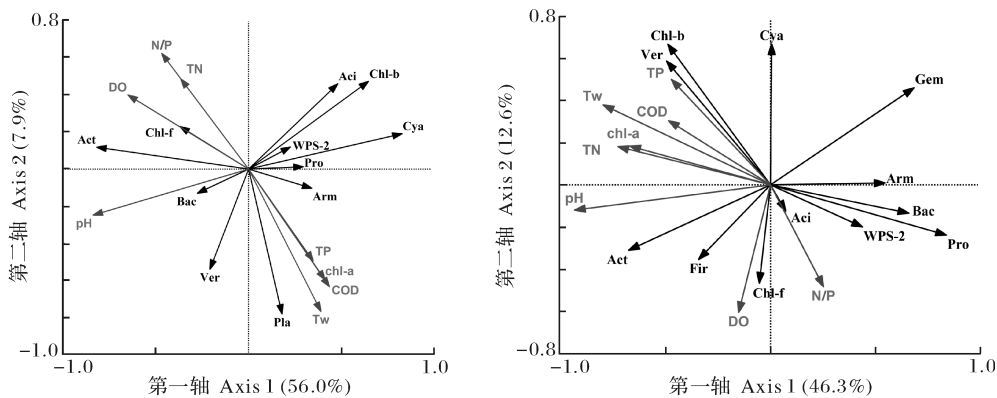 0.8
N/P
TN
DO
Aci
Chl-b
Chl-f
Cya
Act
WPS-2
Pro
Bac
Arm
pH
Ver
TP
chl-a
COD
Pla
Tw
第二轴 Axis 2 (7.9%)
-1.0
-1.0
1.0
第一轴 Axis 1 (56.0%)
0.8
Chl-b
Cya
Ver
TP
Gem
Tw
COD
chl-a
TN
Arm
pH
Bac
Aci
WPS-2
Pro
Act
Fir
Chl-f
N/P
DO
第二轴 Axis 2 (12.6%)
-0.8
-1.0
1.0
第一轴 Axis 1 (46.3%)